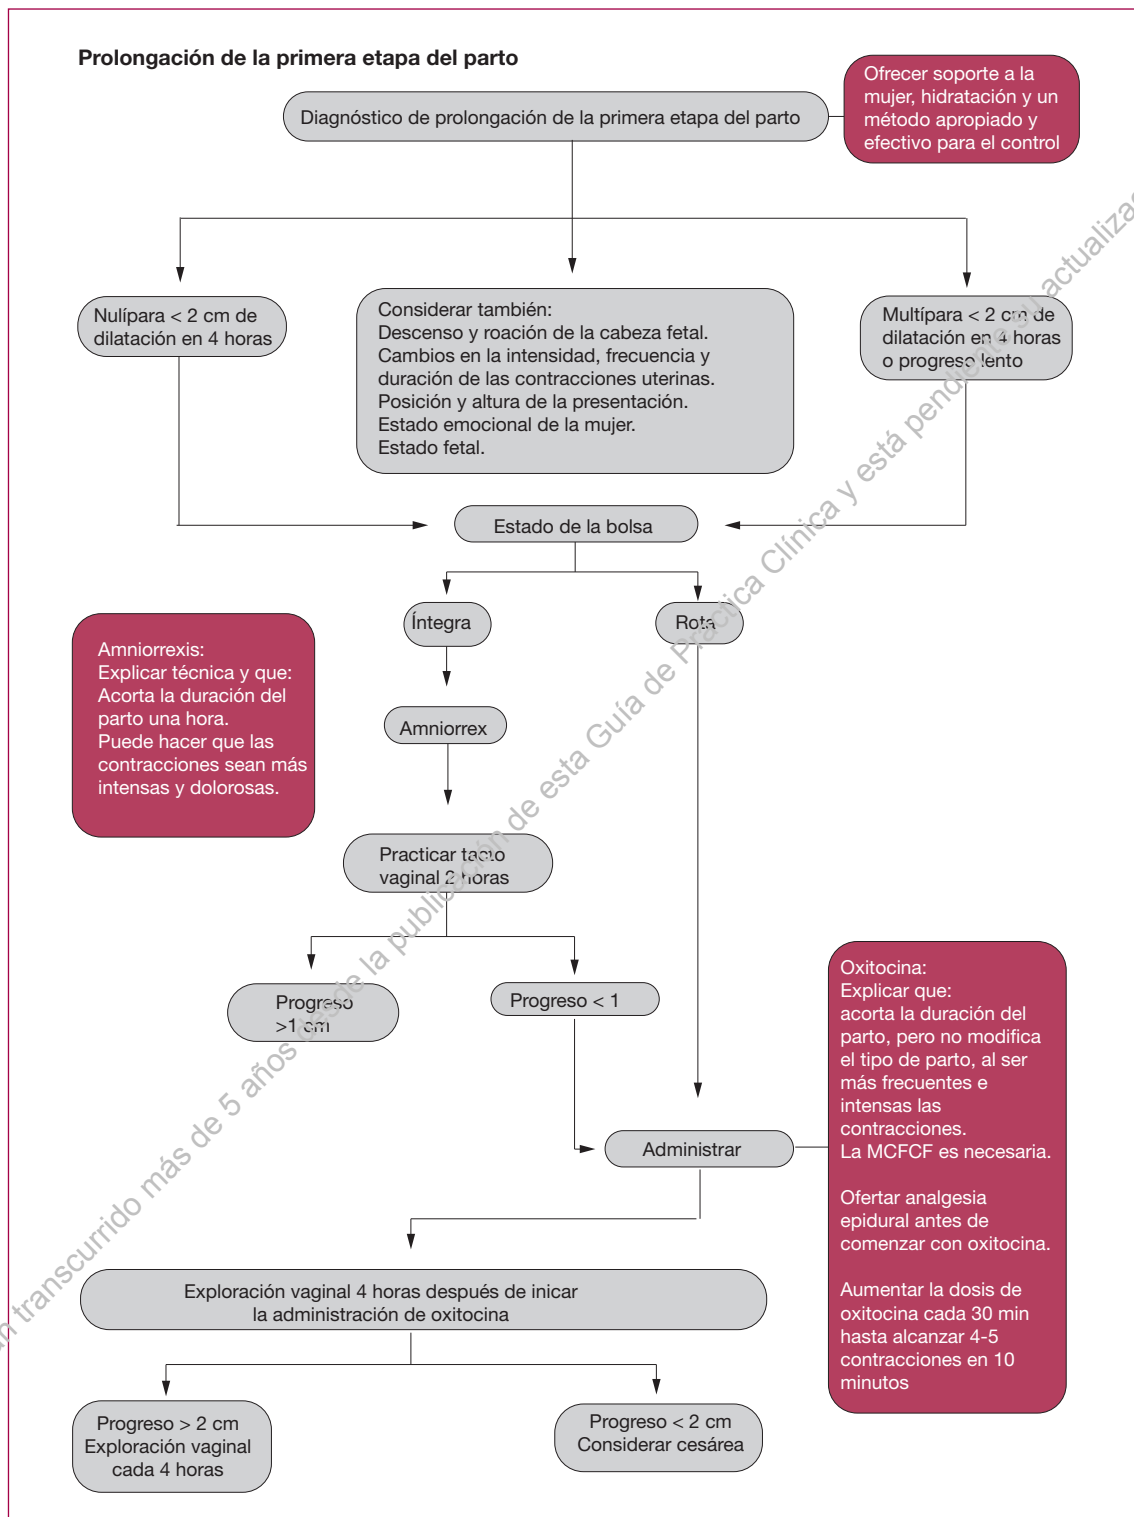 Prolongación de la primera etapa del parto
Diagnóstico de prolongación de la primera etapa del parto
Ofrecer soporte a la
mujer, hidratación y un
método apropiado y
efectivo para el control
Nulípara < 2 cm de
dilatación en 4 horas
Considerar también:
Descenso y roación de la cabeza fetal.
Cambios en la intensidad, frecuencia y
duración de las contracciones uterinas.
Posición y altura de la presentación.
Estado emocional de la mujer.
Estado fetal.
Multípara < 2 cm de
dilatación en 4 horas
o progreso lento
Estado de la bolsa
Íntegra
Rota
Amniorrexis:
Explicar técnica y que:
Acorta la duración del
parto una hora.
Puede hacer que las
contracciones sean más
intensas y dolorosas.
Amniorrex
Practicar tacto
vaginal 2 horas
Progreso
>1 cm
Progreso < 1
Oxitocina:
Explicar que:
acorta la duración del
parto, pero no modifica
el tipo de parto, al ser
más frecuentes e
intensas las
contracciones.
La MCFCF es necesaria.
Ofertar analgesia
epidural antes de
comenzar con oxitocina.
Aumentar la dosis de
oxitocina cada 30 min
hasta alcanzar 4-5
contracciones en 10
minutos
Administrar
Exploración vaginal 4 horas después de inicar
la administración de oxitocina
Progreso > 2 cm
Exploración vaginal
cada 4 horas
Progreso < 2 cm
Considerar cesárea
transcurrido más de 5 años desde la publicación de esta Guía de Práctica Clínica y está pendiente su